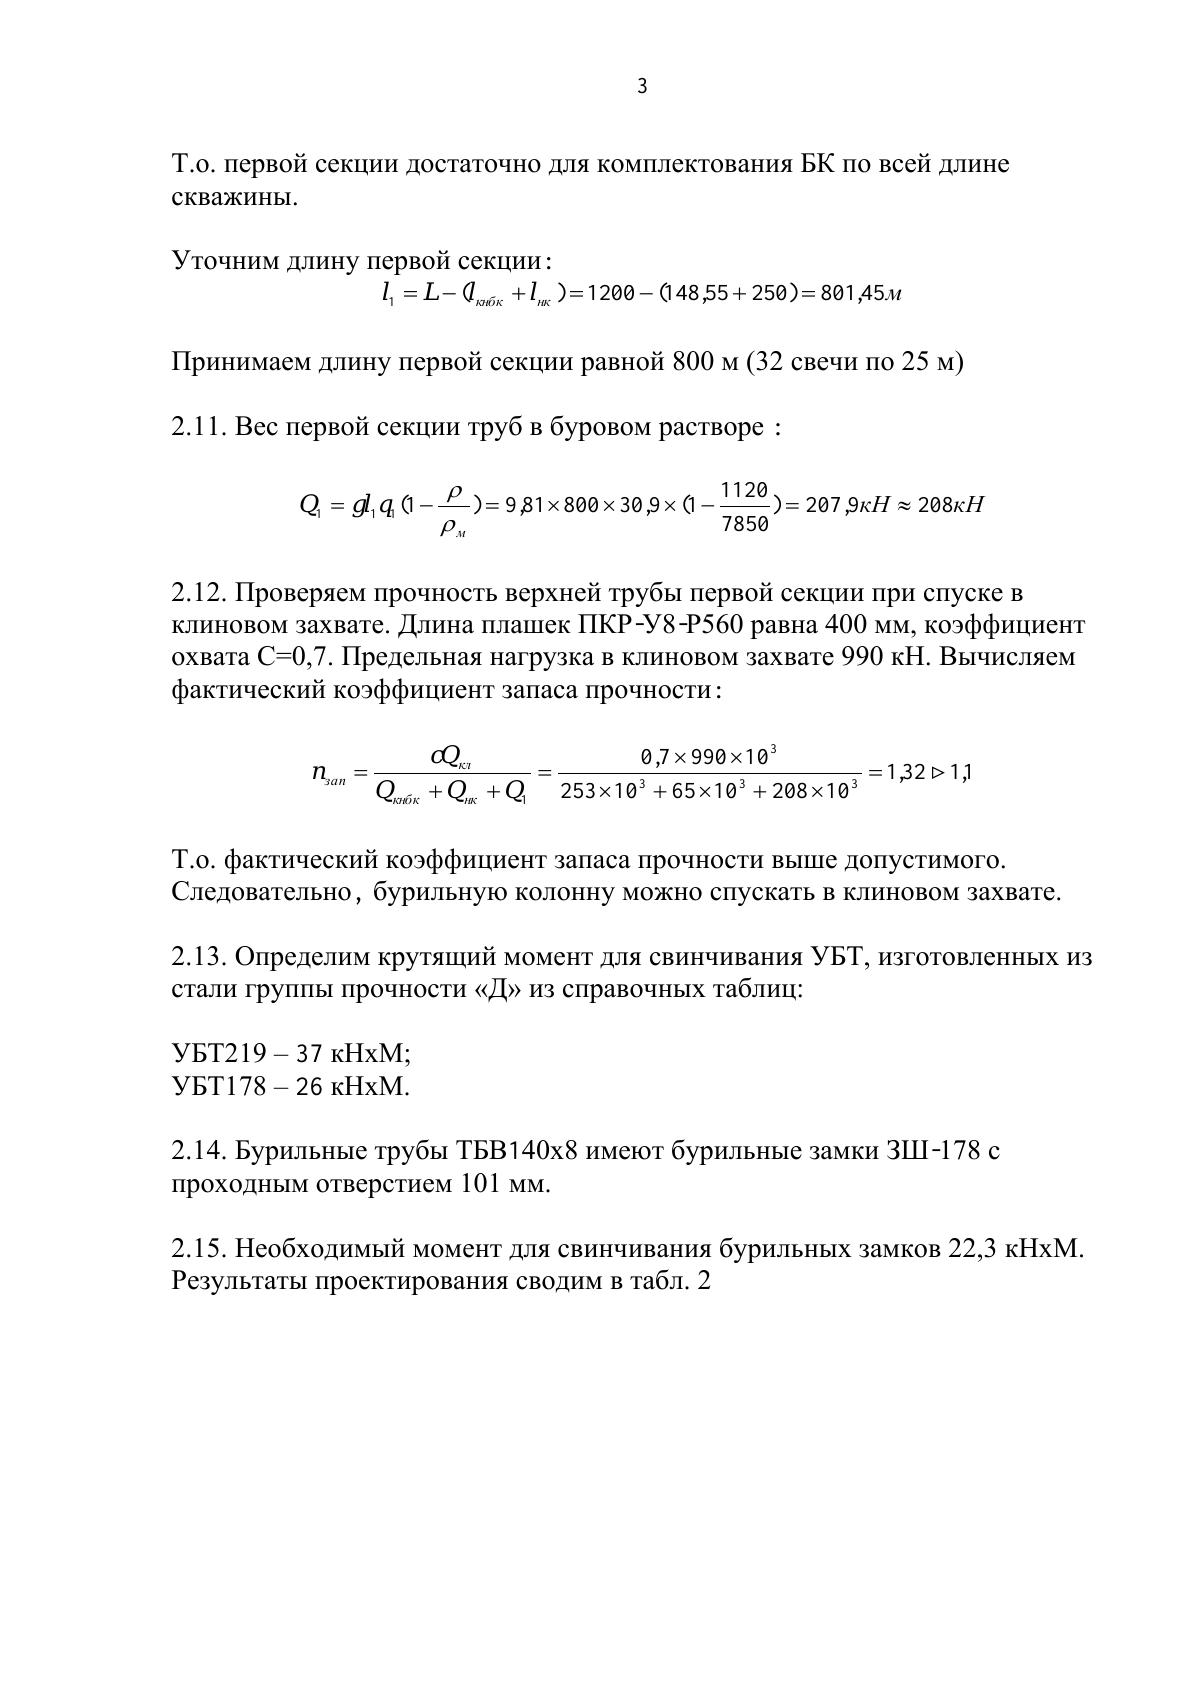 3
Т.о. первой секции достаточно для комплектования БК по всей длине
скважины.
Уточним длину первой секции:
l₁ = L − (l_кнбк + l_нк) = 1200 − (148,55 + 250) = 801,45м
Принимаем длину первой секции равной 800 м (32 свечи по 25 м)
2.11. Вес первой секции труб в буровом растворе :
Q₁ = gl₁q₁(1 − ρ/ρ_м) = 9,81 × 800 × 30,9 × (1 − 1120/7850) = 207,9кН ≈ 208кН
2.12. Проверяем прочность верхней трубы первой секции при спуске в
клиновом захвате. Длина плашек ПКР-У8-Р560 равна 400 мм, коэффициент
охвата С=0,7. Предельная нагрузка в клиновом захвате 990 кН. Вычисляем
фактический коэффициент запаса прочности:
n_зап = cQ_кл/(Q_кнбк + Q_нк + Q₁) = (0,7 × 990 × 10³)/(253 × 10³ + 65 × 10³ + 208 × 10³) = 1,32 ⊳ 1,1
Т.о. фактический коэффициент запаса прочности выше допустимого.
Следовательно, бурильную колонну можно спускать в клиновом захвате.
2.13. Определим крутящий момент для свинчивания УБТ, изготовленных из
стали группы прочности «Д» из справочных таблиц:
УБТ219 – 37 кНхМ;
УБТ178 – 26 кНхМ.
2.14. Бурильные трубы ТБВ140х8 имеют бурильные замки ЗШ-178 с
проходным отверстием 101 мм.
2.15. Необходимый момент для свинчивания бурильных замков 22,3 кНхМ.
Результаты проектирования сводим в табл. 2